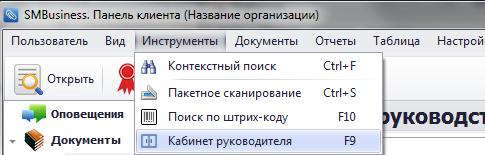 SMBusiness. Панель клиента (Название организации)
Пользователь Вид Инструменты Документы Отчеты Таблица Настрой
Открыть
Контекстный поиск Ctrl+F
Пакетное сканирование Ctrl+S
Оповещения
Поиск по штрих-коду F10
руководст
Документы
Кабинет руководителя F9